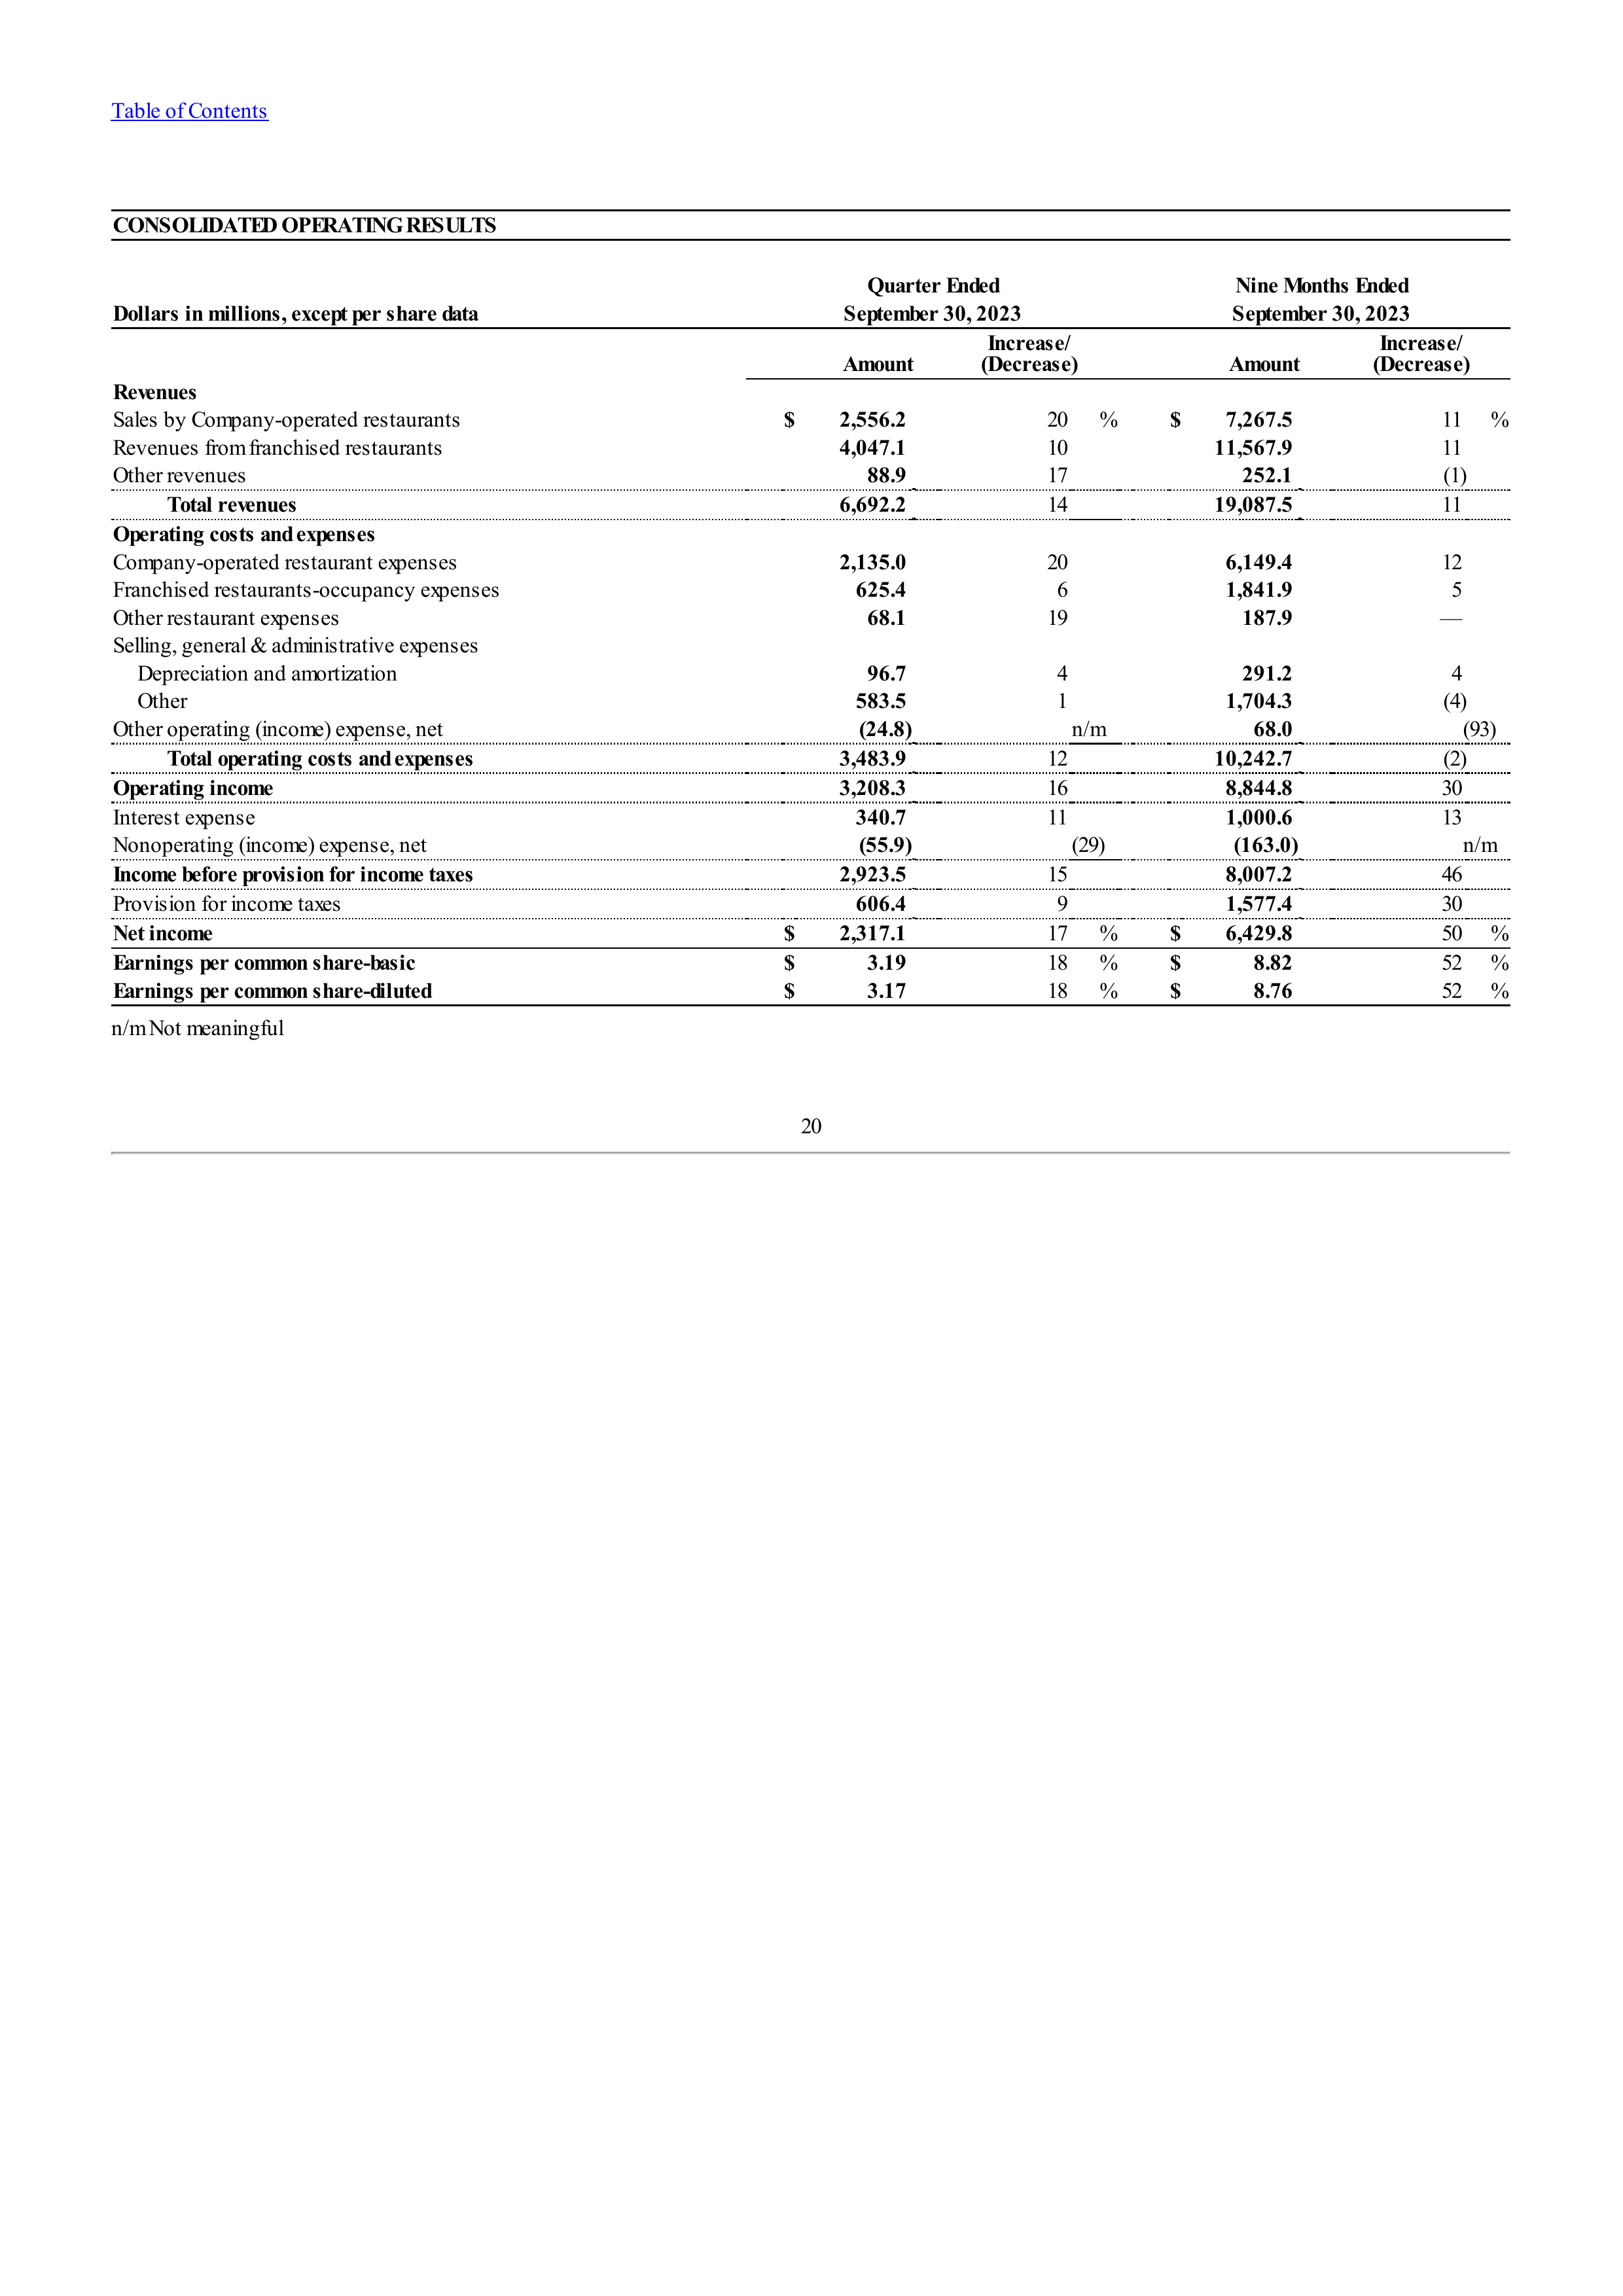 Table of Contents
CONSOLIDATED OPERATING RESULTS
Quarter Ended Nine Months Ended
Dollars in millions, except per share data September 30, 2023 September 30, 2023
Increase/ Increase/
Amount (Decrease) Amount (Decrease)
Revenues
Sales by Company-operated restaurants $ 2,556.2 20 % $ 7,267.5 11 %
Revenues from franchised restaurants 4,047.1 10 11,567.9 11
Other revenues 88.9 17 252.1 (1)
Total revenues 6,692.2 14 19,087.5 11
Operating costs and expenses
Company-operated restaurant expenses 2,135.0 20 6,149.4 12
Franchised restaurants-occupancy expenses 625.4 6 1,841.9 5
Other restaurant expenses 68.1 19 187.9 —
Selling, general & administrative expenses
Depreciation and amortization 96.7 4 291.2 4
Other 583.5 1 1,704.3 (4)
Other operating (income) expense, net (24.8) n/m 68.0 (93)
Total operating costs and expenses 3,483.9 12 10,242.7 (2)
Operating income 3,208.3 16 8,844.8 30
Interest expense 340.7 11 1,000.6 13
Nonoperating (income) expense, net (55.9) (29) (163.0) n/m
Income before provision for income taxes 2,923.5 15 8,007.2 46
Provision for income taxes 606.4 9 1,577.4 30
Net income $ 2,317.1 17 % $ 6,429.8 50 %
Earnings per common share-basic $ 3.19 18 % $ 8.82 52 %
Earnings per common share-diluted $ 3.17 18 % $ 8.76 52 %
n/m Not meaningful
20